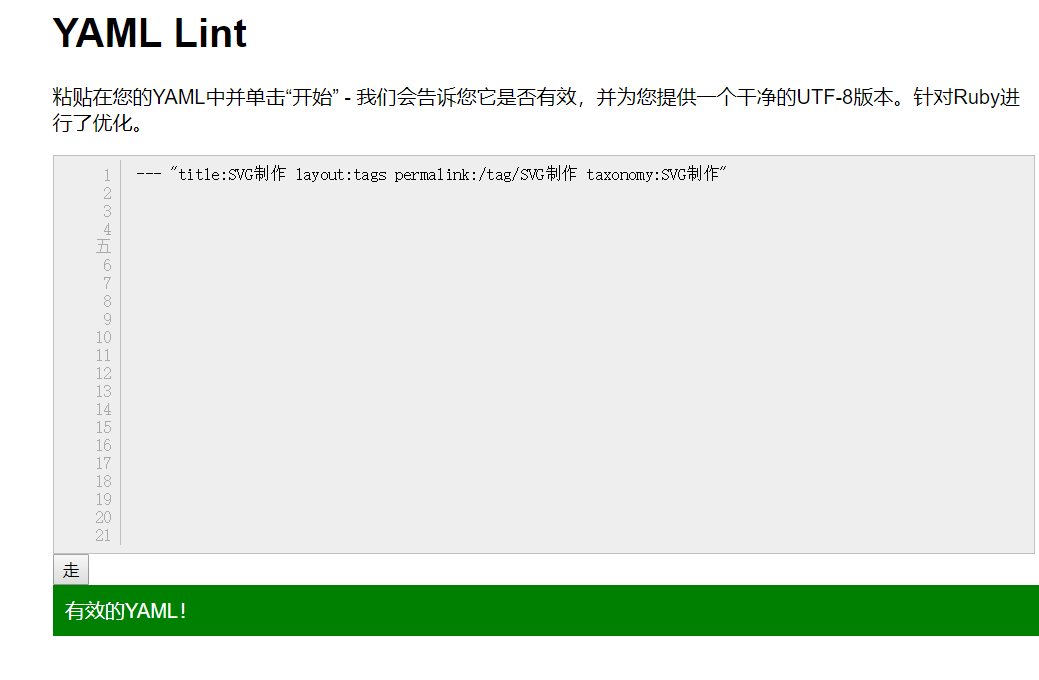 YAML Lint
粘贴在您的YAML中并单击“开始” - 我们会告诉您它是否有效，并为您提供一个干净的UTF-8版本。针对Ruby进
行了优化。
1 --- "title:SVG制作 layout:tags permalink:/tag/SVG制作 taxonomy:SVG制作"
2
3
4
五
6
7
8
9
10
11
12
13
14
15
16
17
18
19
20
21
走
有效的YAML！